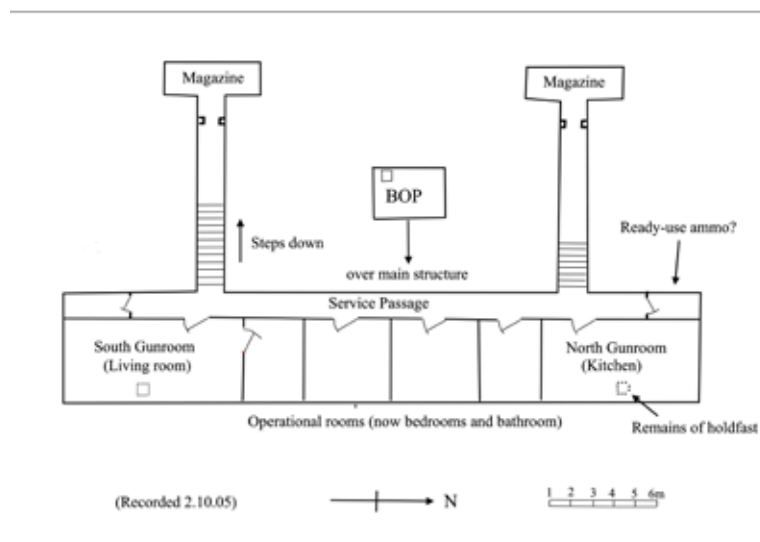 Magazine
Magazine
BOP
Ready-use ammo?
Steps down
over main structure
Service Passage
South Gunroom
(Living room)
North Gunroom
(Kitchen)
Operational rooms (now bedrooms and bathroom)
Remains of holdfast
(Recorded 2.10.05)
N
1 2 3 4 5 6m